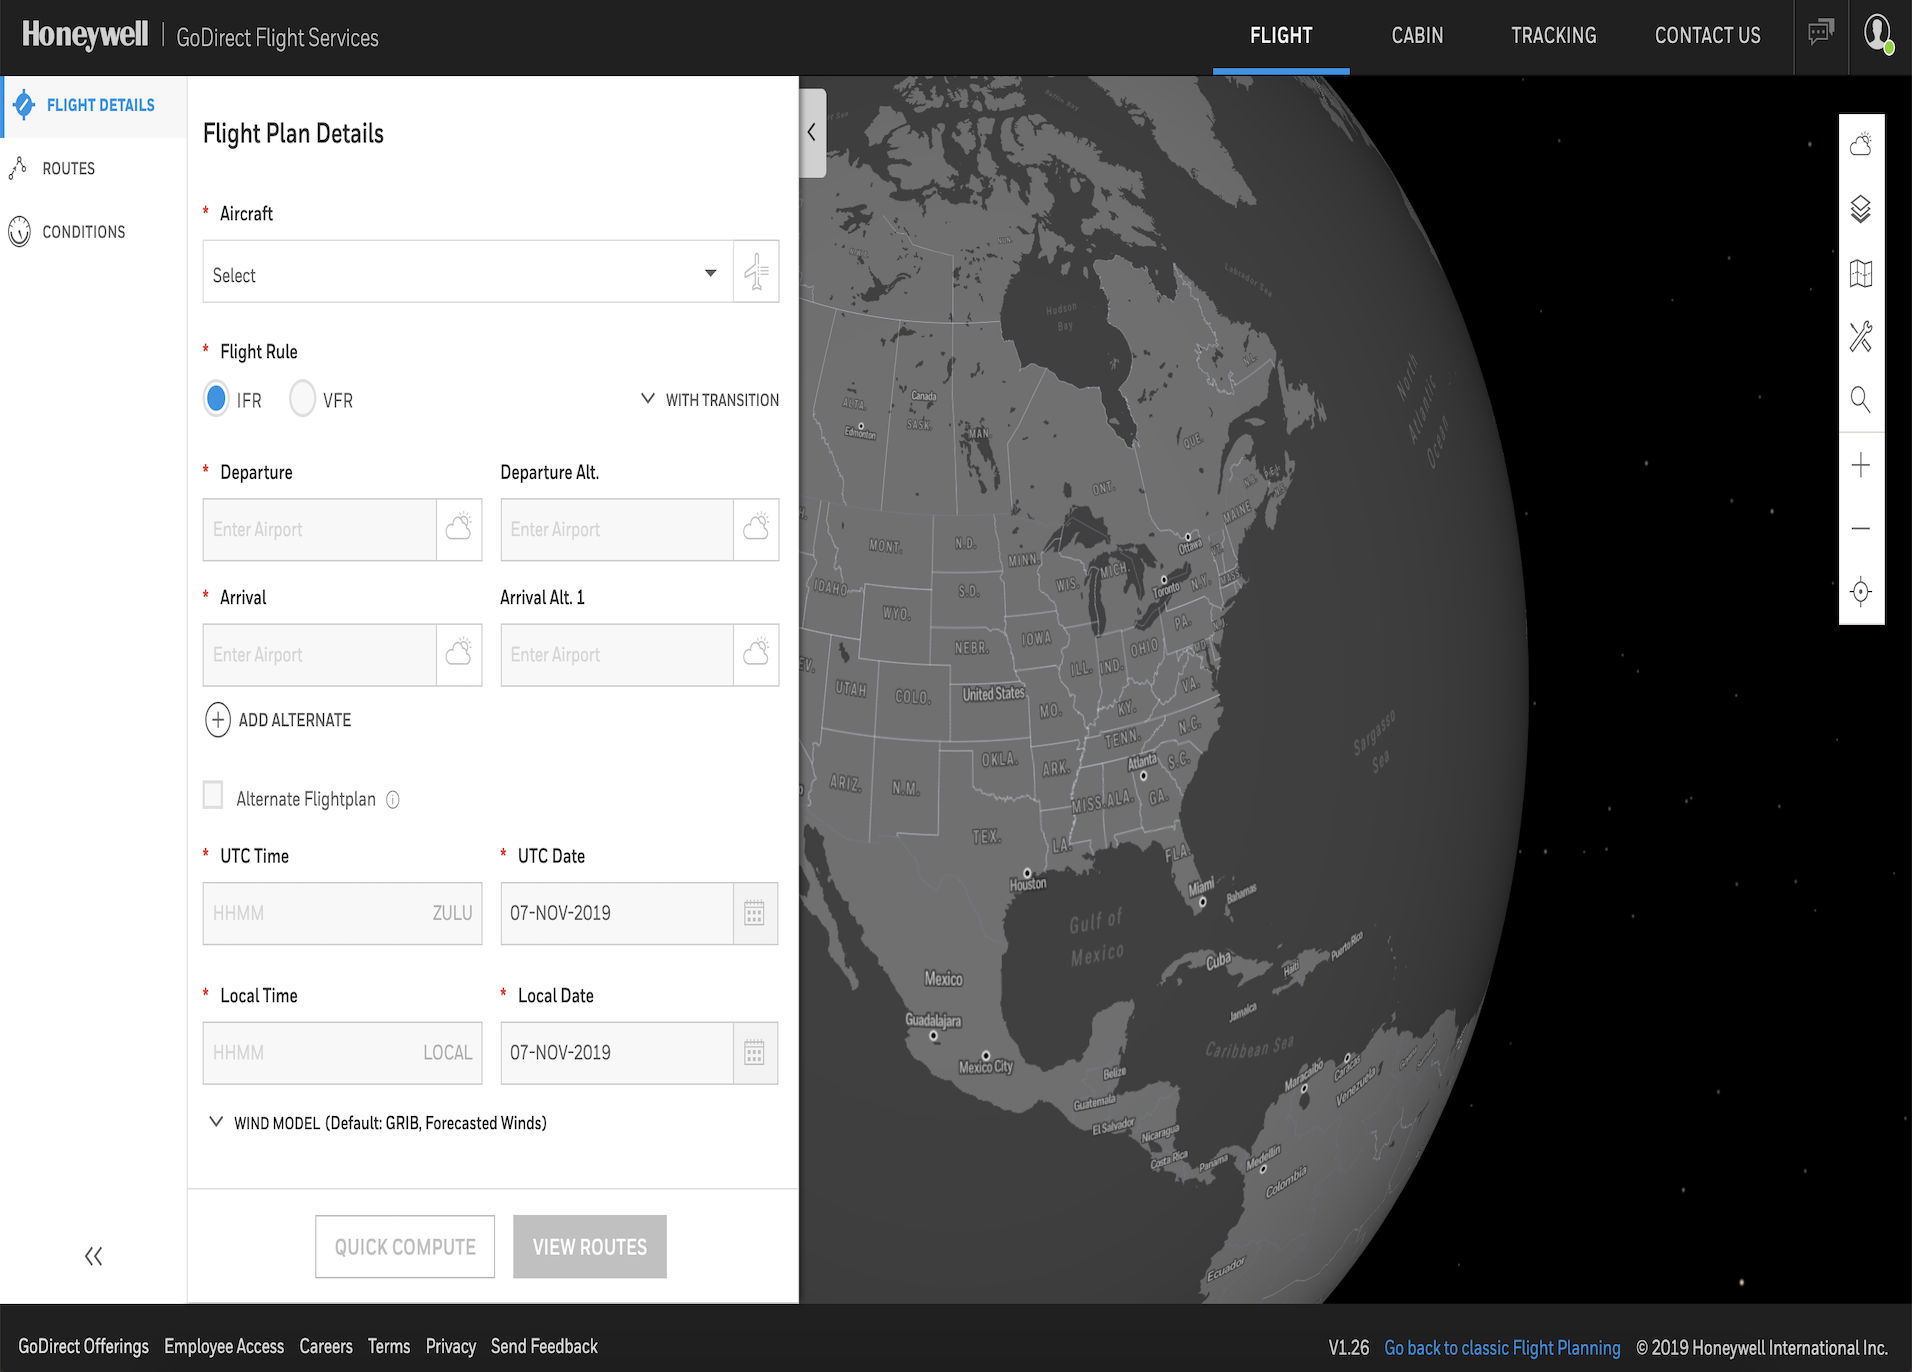 Honeywell | GoDirect Flight Services
FLIGHT
CABIN
TRACKING
CONTACT US
FLIGHT DETAILS
ROUTES
CONDITIONS
Flight Plan Details
* Aircraft
Select
* Flight Rule
IFR
VFR
WITH TRANSITION
* Departure
Departure Alt.
Enter Airport
Enter Airport
* Arrival
Arrival Alt. 1
Enter Airport
Enter Airport
ADD ALTERNATE
Alternate Flightplan
* UTC Time
* UTC Date
HHMM
ZULU
07-NOV-2019
* Local Time
* Local Date
HHMM
LOCAL
07-NOV-2019
WIND MODEL (Default: GRIB, Forecasted Winds)
QUICK COMPUTE
VIEW ROUTES
Baffin Bay
NUN.
Labrador Sea
Hudson
Bay
N.L.
North
Atlantic
Ocean
ALTA.
Canada
Edmonton
SASK.
MAN.
QUE.
ONT.
P.E.I.
MAINE
MONT.
N.D.
MINN.
Ottawa
VT.
IDAHO
S.D.
WIS.
MICH.
Toronto
N.Y.
MASS.
WYO.
NEBR.
IOWA
PA.
N.J.
ILL.
IND.
OHIO
UTAH
COLO.
United States
MO.
KY.
VA.
TENN.
N.C.
Sargasso
Sea
ARIZ.
N.M.
OKLA.
ARK.
Atlanta
S.C.
MISS.
ALA.
GA.
TEX.
LA.
FLA.
Houston
Miami
Bahamas
Gulf of
Mexico
Mexico
Cuba
Haiti
Puerto Rico
Guadalajara
Jamaica
Mexico City
Caribbean Sea
Belize
Maracaibo
Caracas
Venezuela
Guatemala
El Salvador
Nicaragua
Costa Rica
Panama
Medellin
Colombia
Ecuador
GoDirect Offerings
Employee Access
Careers
Terms
Privacy
Send Feedback
V1.26
Go back to classic Flight Planning
© 2019 Honeywell International Inc.